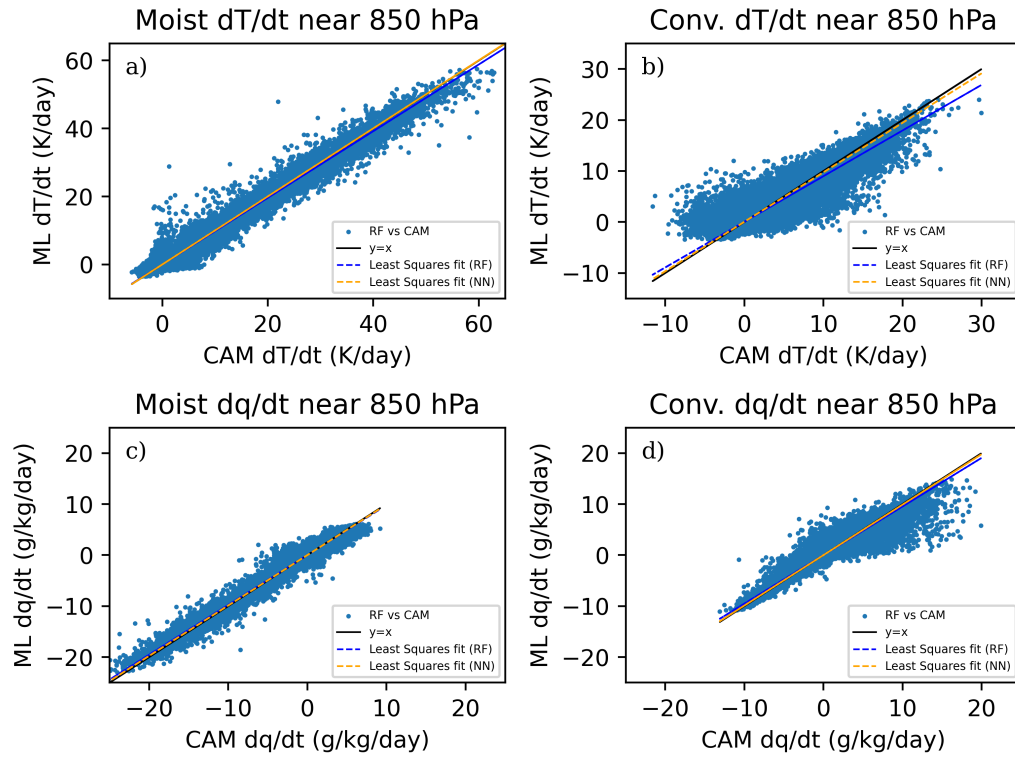 Moist dT/dt near 850 hPa
a)
ML dT/dt (K/day)
60
40
20
0
RF vs CAM
y=x
Least Squares fit (RF)
Least Squares fit (NN)
0 20 40 60
CAM dT/dt (K/day)
Conv. dT/dt near 850 hPa
b)
ML dT/dt (K/day)
30
20
10
0
−10
RF vs CAM
y=x
Least Squares fit (RF)
Least Squares fit (NN)
−10 0 10 20 30
CAM dT/dt (K/day)
Moist dq/dt near 850 hPa
c)
ML dq/dt (g/kg/day)
20
10
0
−10
−20
RF vs CAM
y=x
Least Squares fit (RF)
Least Squares fit (NN)
−20 −10 0 10 20
CAM dq/dt (g/kg/day)
Conv. dq/dt near 850 hPa
d)
ML dq/dt (g/kg/day)
20
10
0
−10
−20
RF vs CAM
y=x
Least Squares fit (RF)
Least Squares fit (NN)
−20 −10 0 10 20
CAM dq/dt (g/kg/day)